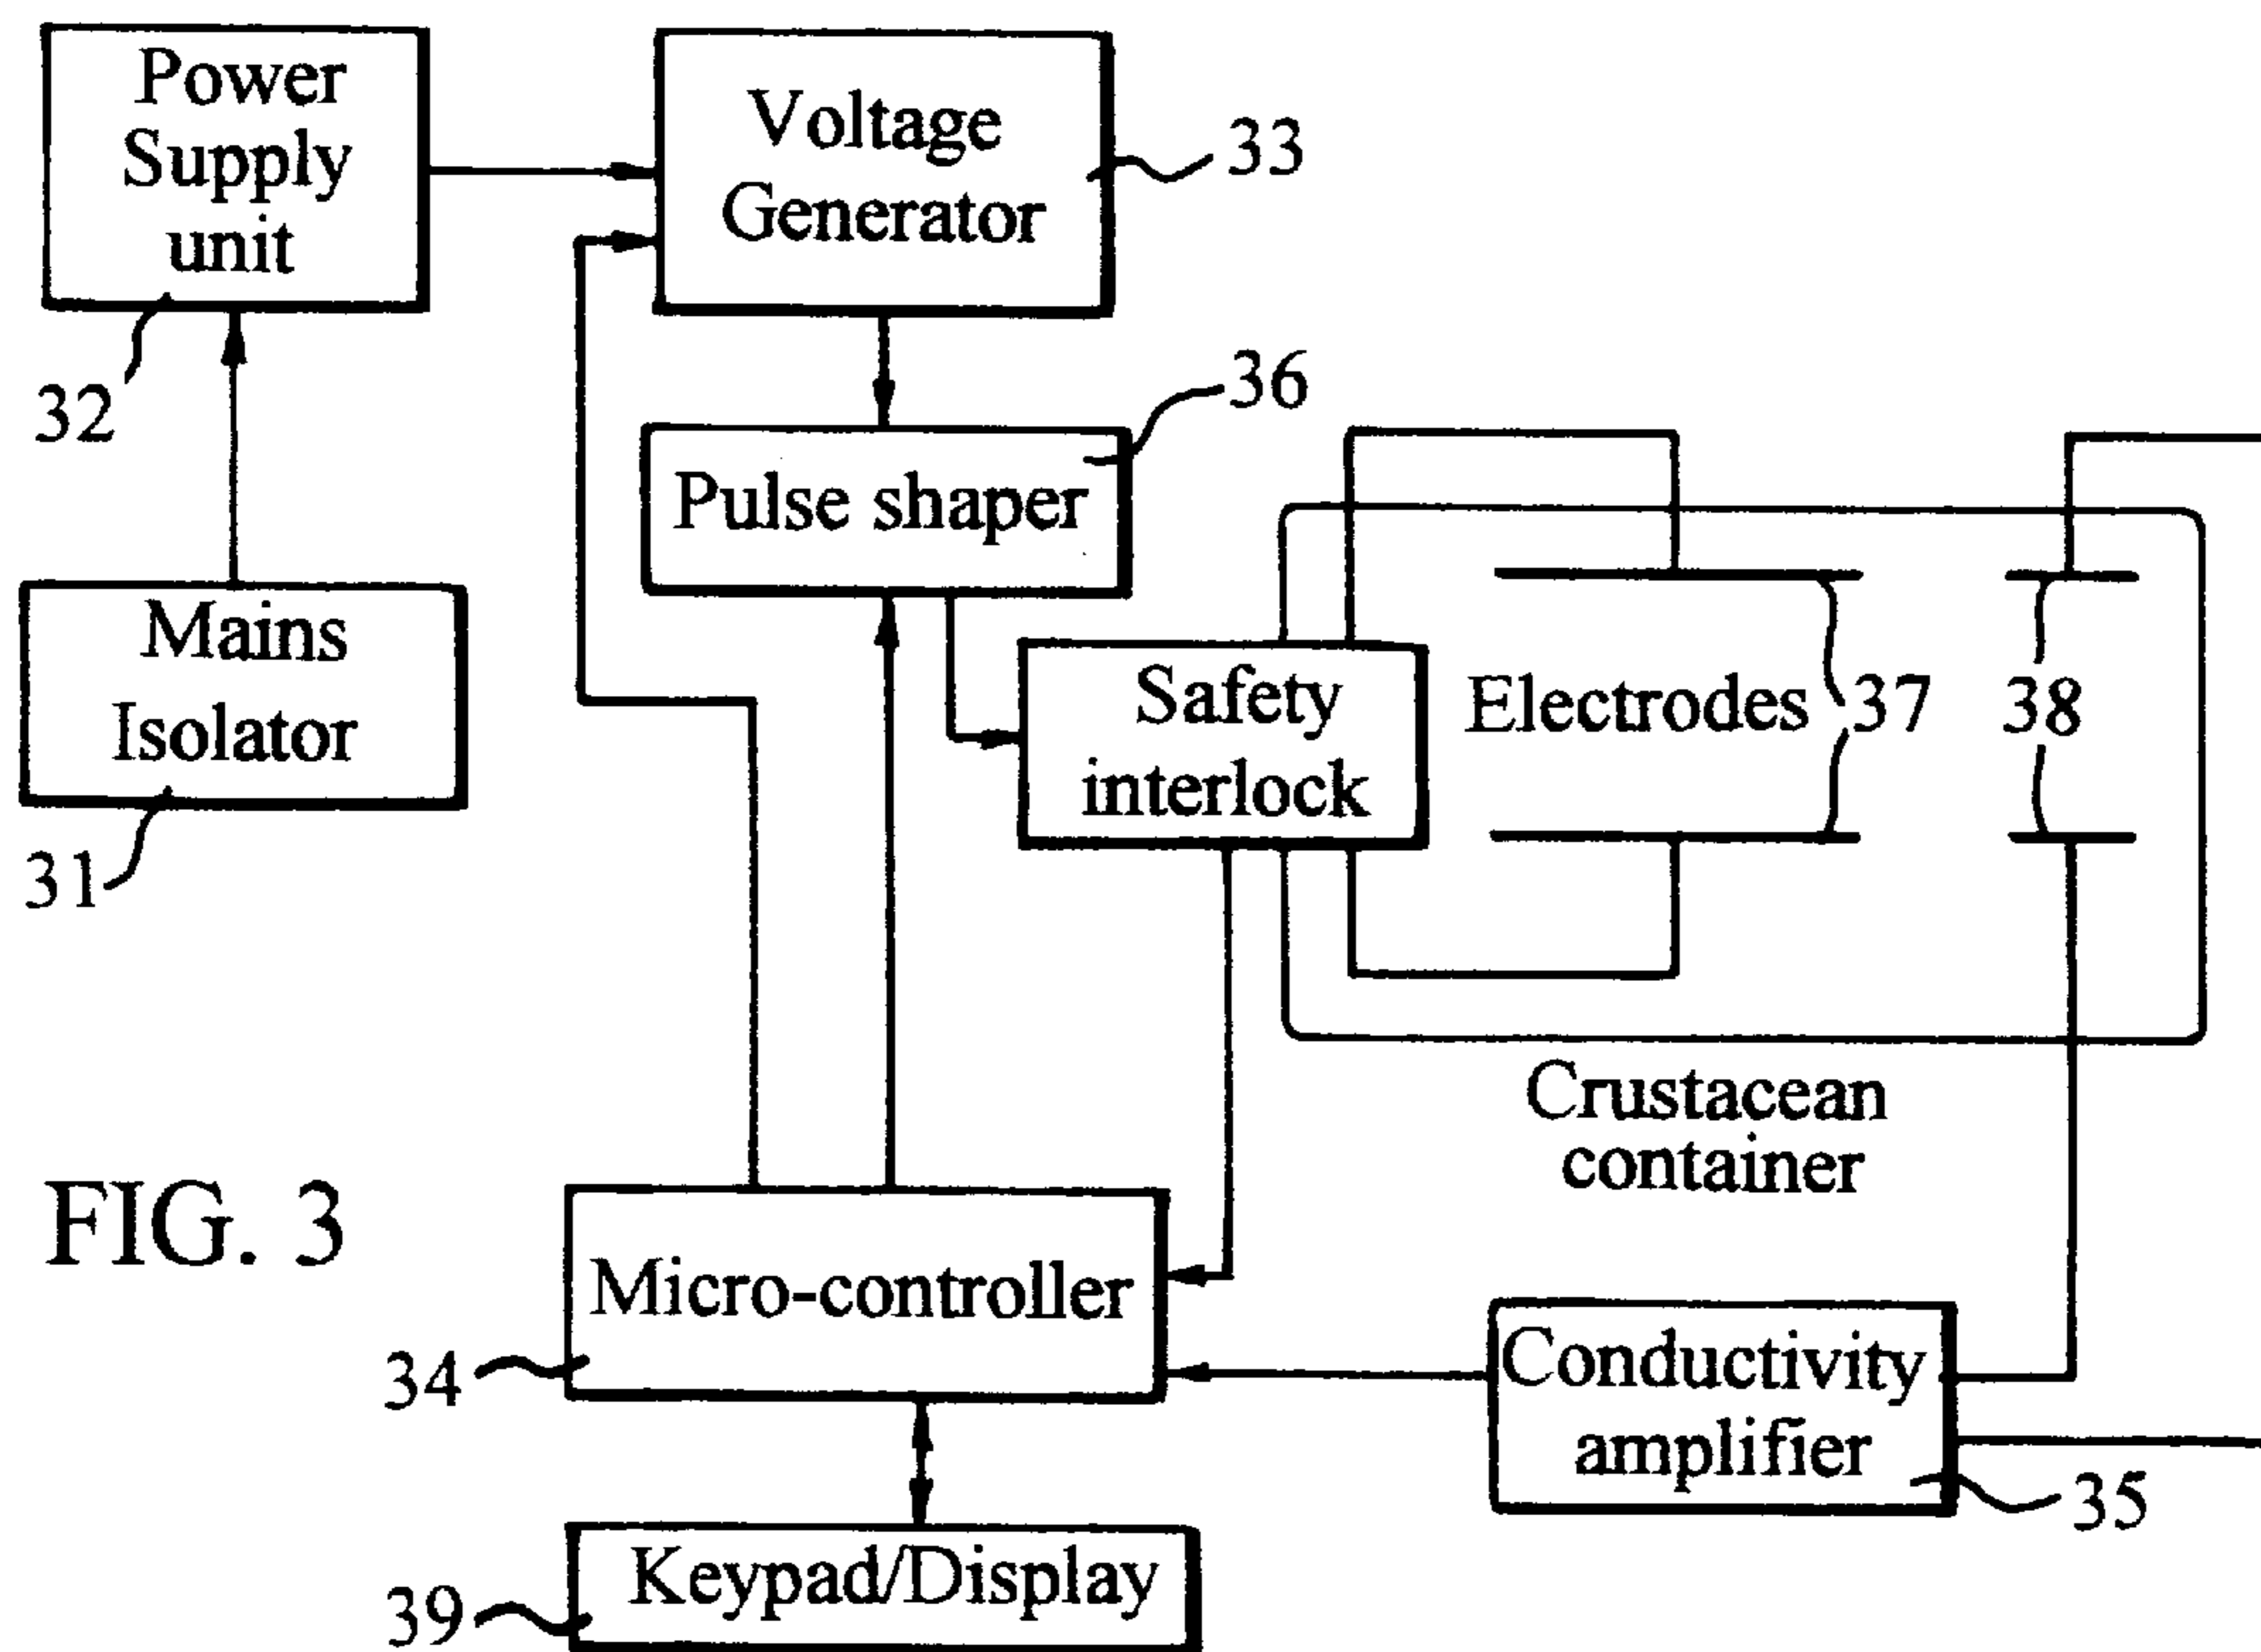 Power
Supply
unit
32
Voltage
Generator
33
36
Pulse shaper
Mains
Isolator
31
Safety
interlock
Electrodes
37
38
Crustacean
container
FIG. 3
Micro-controller
34
Conductivity
amplifier
35
Keypad/Display
39